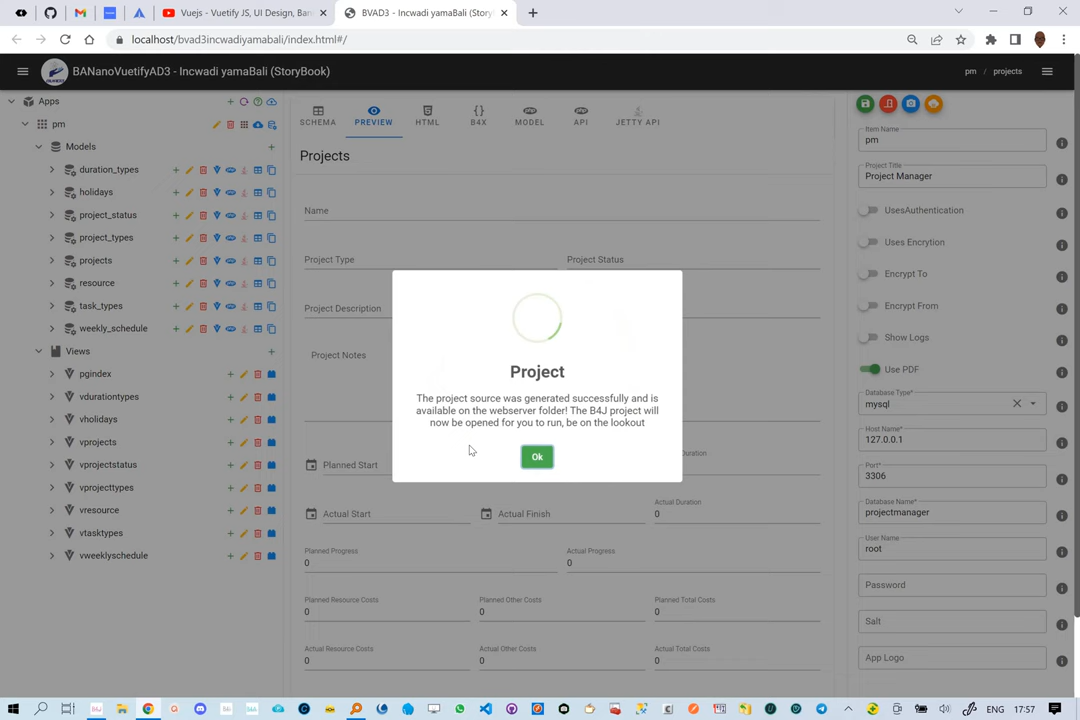 Vuejs - Vuetify JS, UI Design, Ban
BVAD3 - Incwadi yamaBali (Story
localhost/bvad3incwadiyamabali/index.html#/
BANanoVuetifyAD3 - Incwadi yamaBali (StoryBook)
pm / projects
Apps
pm
Models
duration_types
holidays
project_status
project_types
projects
resource
task_types
weekly_schedule
Views
pgindex
vdurationtypes
vholidays
vprojects
vprojectstatus
vprojecttypes
vresource
vtasktypes
vweeklyschedule
SCHEMA
PREVIEW
HTML
B4X
MODEL
API
JETTY API
Projects
Name
Project Type
Project Status
Project Description
Project Notes
Planned Start
Duration
Actual Start
Actual Finish
Actual Duration
0
Planned Progress
0
Actual Progress
0
Planned Resource Costs
0
Planned Other Costs
0
Planned Total Costs
0
Actual Resource Costs
0
Actual Other Costs
0
Actual Total Costs
0
Project
The project source was generated successfully and is
available on the webserver folder! The B4J project will
now be opened for you to run, be on the lookout
Ok
Item Name
pm
Project Title
Project Manager
UsesAuthentication
Uses Encrytion
Encrypt To
Encrypt From
Show Logs
Use PDF
Database Type*
mysql
Host Name*
127.0.0.1
Port*
3306
Database Name*
projectmanager
User Name
root
Password
Salt
App Logo
ENG
17:57